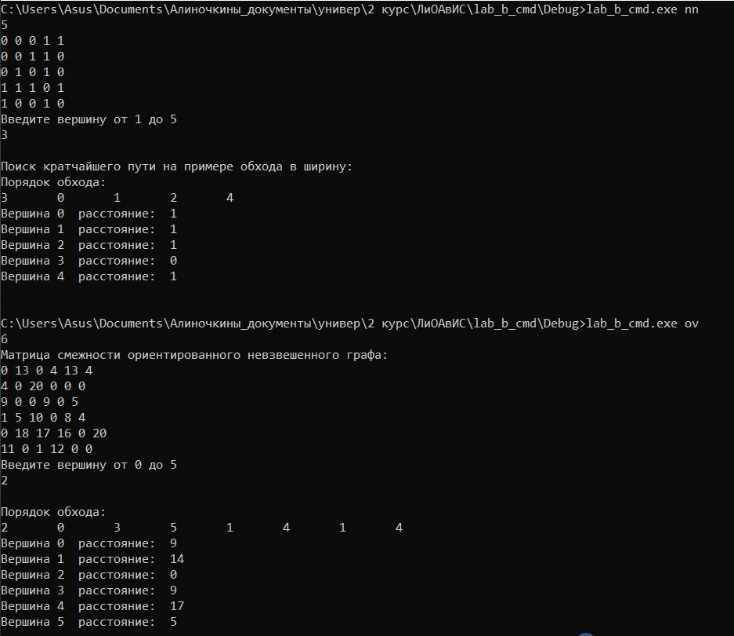 C:\Users\Asus\Documents\Алиночкины_документы\универ\2 курс\ЛиОАвИС\lab_b_cmd\Debug>lab_b_cmd.exe nn
5
0 0 0 1 1
0 0 1 1 0
0 1 0 1 0
1 1 1 0 1
1 0 0 1 0
Введите вершину от 1 до 5
3
Поиск кратчайшего пути на примере обхода в ширину:
Порядок обхода:
3 0 1 2 4
Вершина 0 расстояние: 1
Вершина 1 расстояние: 1
Вершина 2 расстояние: 1
Вершина 3 расстояние: 0
Вершина 4 расстояние: 1
C:\Users\Asus\Documents\Алиночкины_документы\универ\2 курс\ЛиОАвИС\lab_b_cmd\Debug>lab_b_cmd.exe ov
6
Матрица смежности ориентированного невзвешенного графа:
0 13 0 4 13 4
4 0 20 0 0 0
9 0 0 9 0 5
1 5 10 0 8 4
0 18 17 16 0 20
11 0 1 12 0 0
Введите вершину от 0 до 5
2
Порядок обхода:
2 0 3 5 1 4 1 4
Вершина 0 расстояние: 9
Вершина 1 расстояние: 14
Вершина 2 расстояние: 0
Вершина 3 расстояние: 9
Вершина 4 расстояние: 17
Вершина 5 расстояние: 5